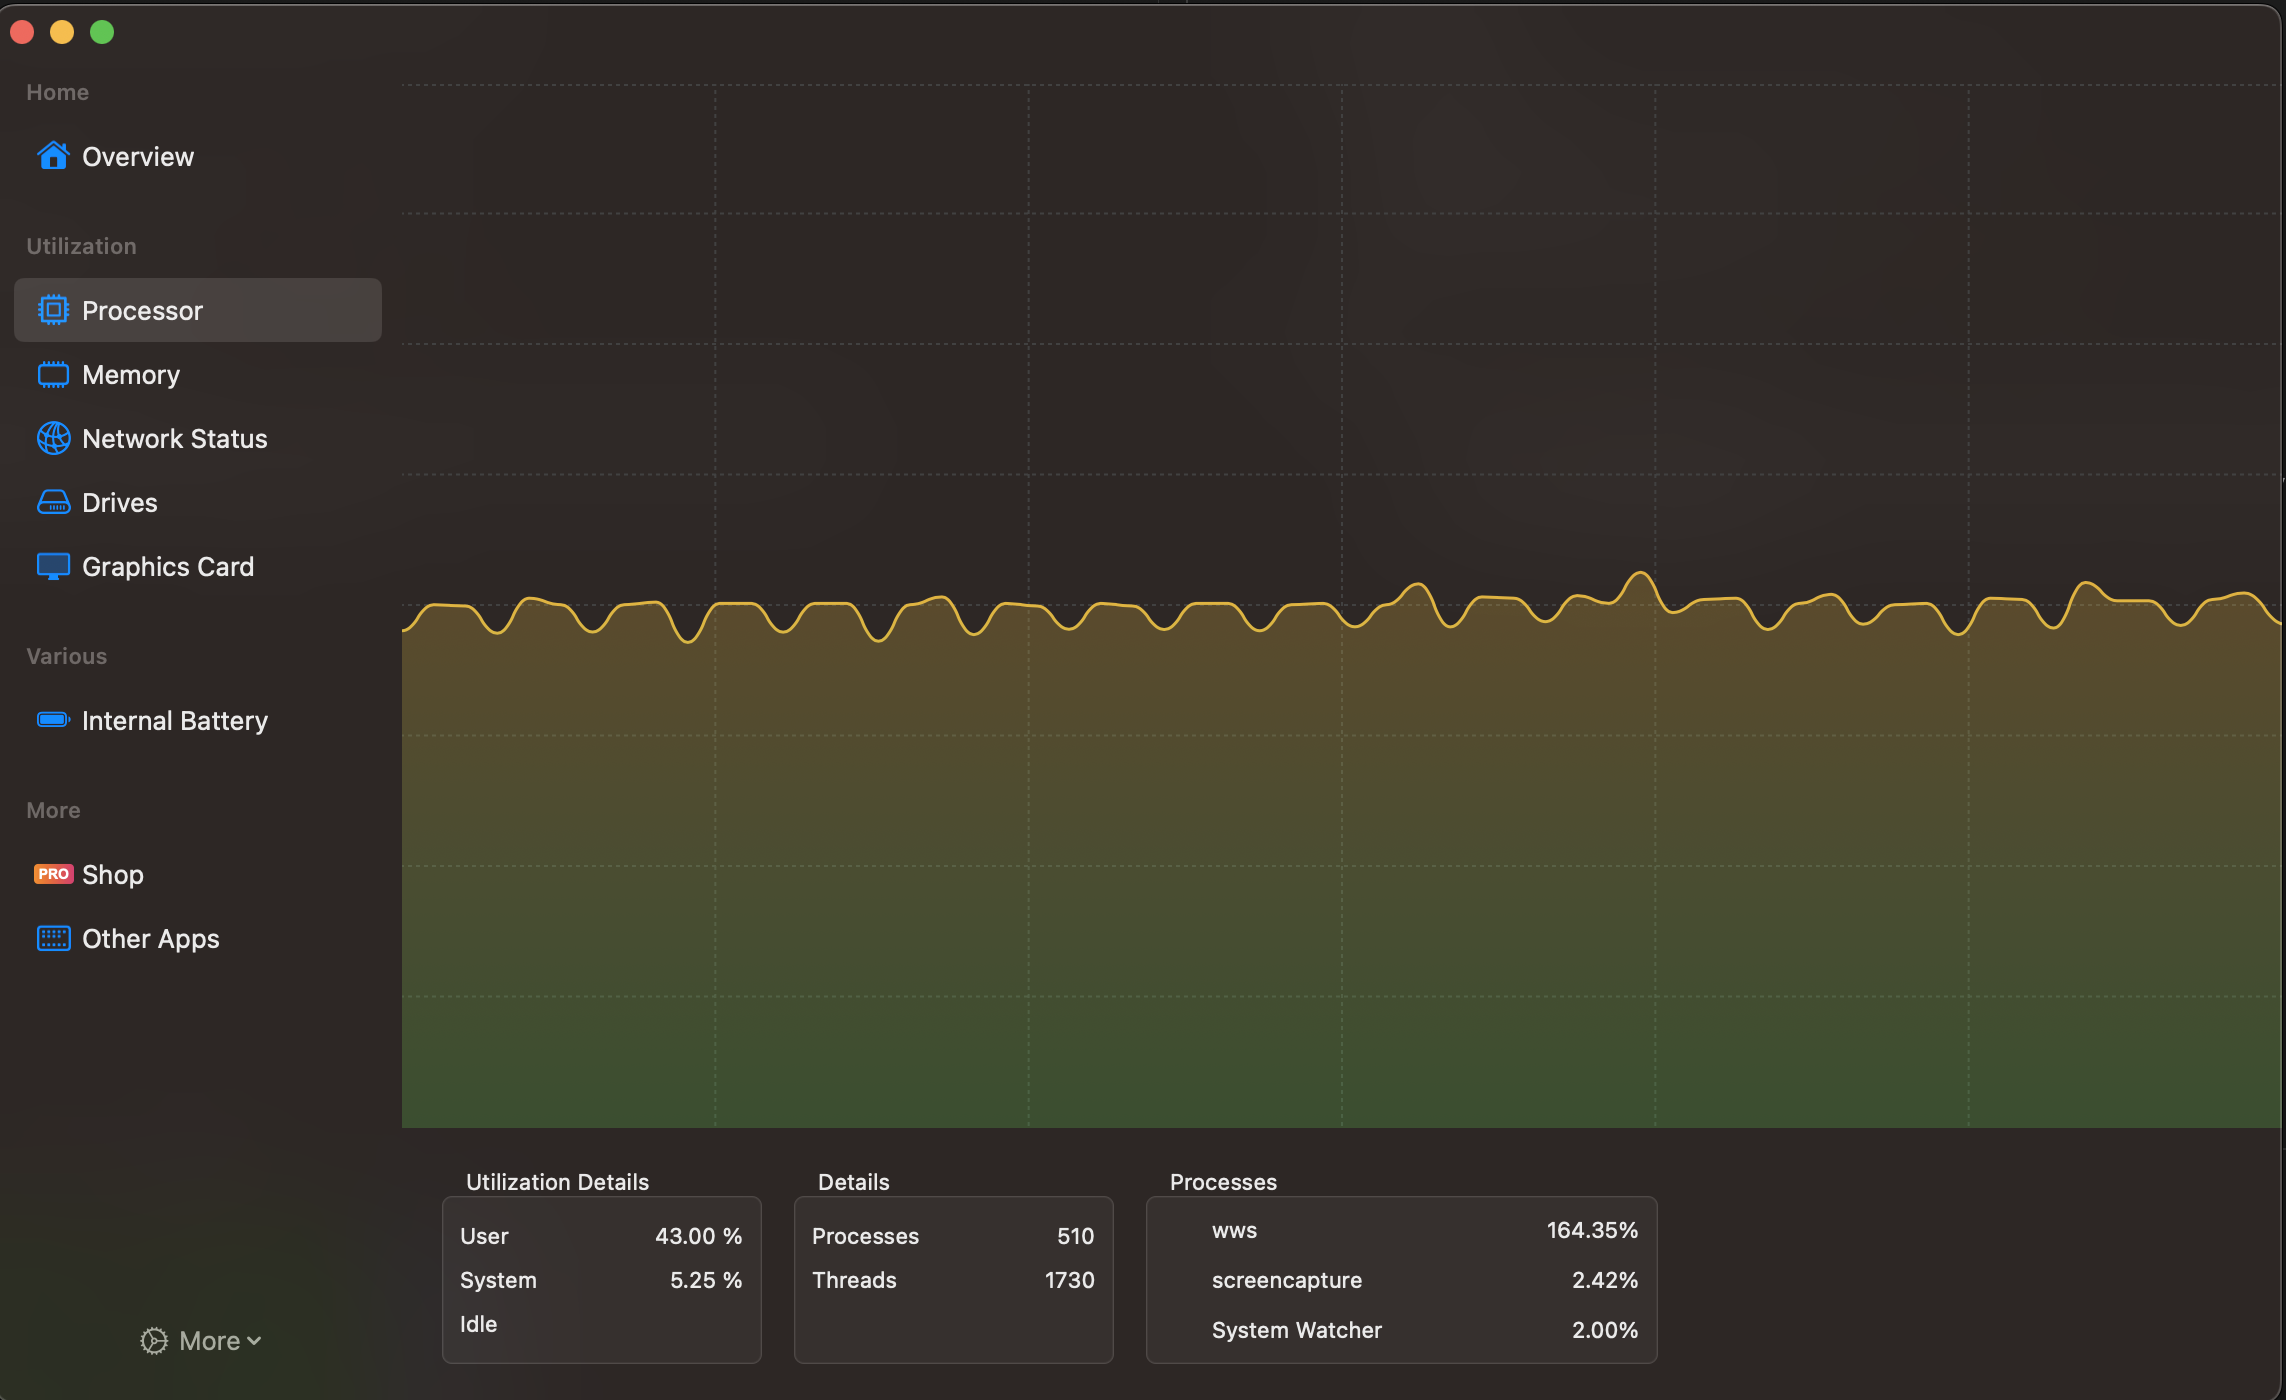 Home
Overview
Utilization
Processor
Memory
Network Status
Drives
Graphics Card
Various
Internal Battery
More
PRO Shop
Other Apps
More
Utilization Details
User 43.00 %
System 5.25 %
Idle
Details
Processes 510
Threads 1730
Processes
wws 164.35%
screencapture 2.42%
System Watcher 2.00%